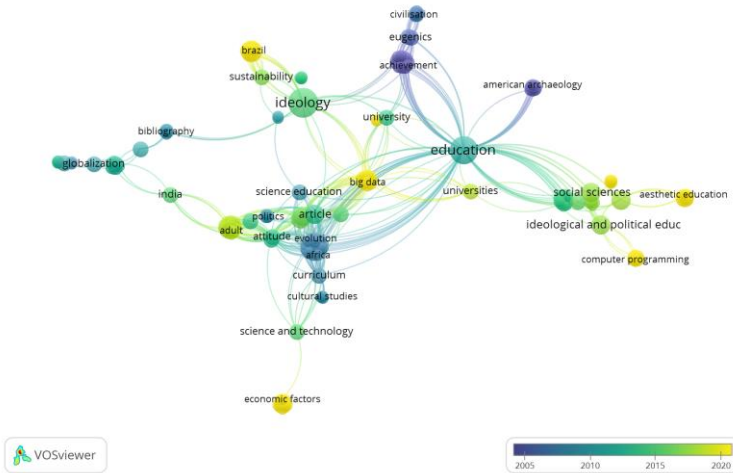 civilisation
eugenics
brazil
achievement
sustainability
american archaeology
ideology
university
bibliography
education
globalization
big data
science education
universities
social sciences
aesthetic education
india
politics
article
adult
attitude
evolution
ideological and political educ
africa
computer programming
curriculum
cultural studies
science and technology
economic factors
VOSviewer
2005
2010
2015
2020